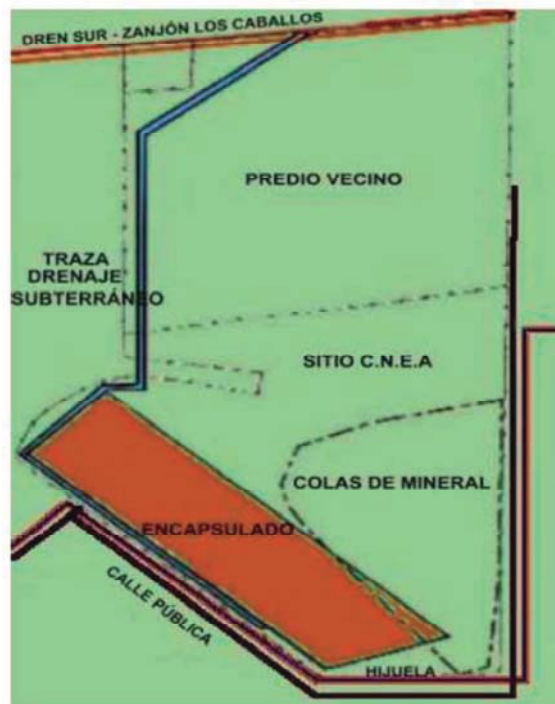 DREN SUR - ZANJÓN LOS CABALLOS
PREDIO VECINO
TRAZA
DRENAJE
SUBTERRÁNEO
SITIO C.N.E.A
COLAS DE MINERAL
ENCAPSULADO
CALLE PÚBLICA
HIJUELA